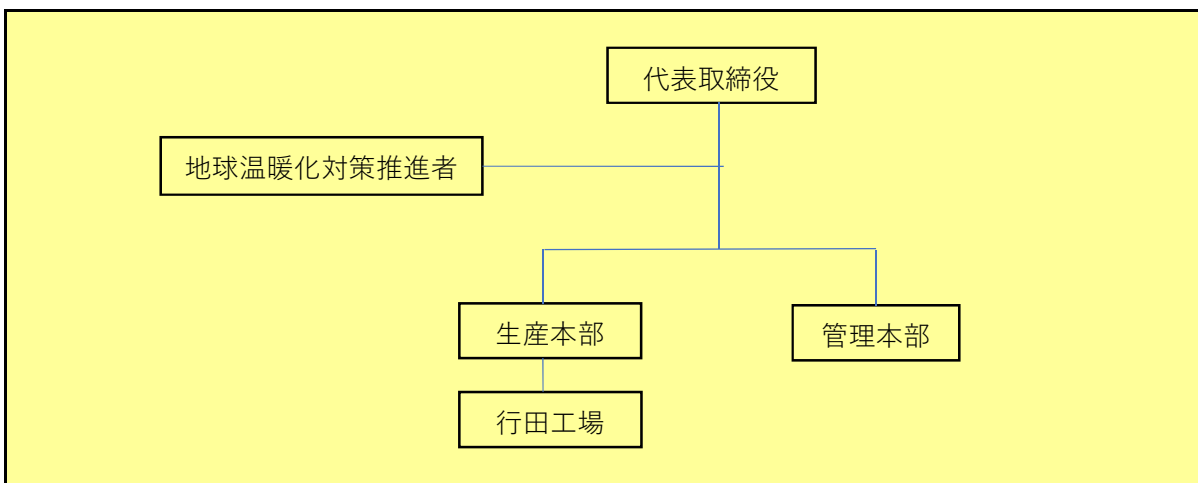 代表取締役
地球温暖化対策推進者
生産本部
管理本部
行田工場